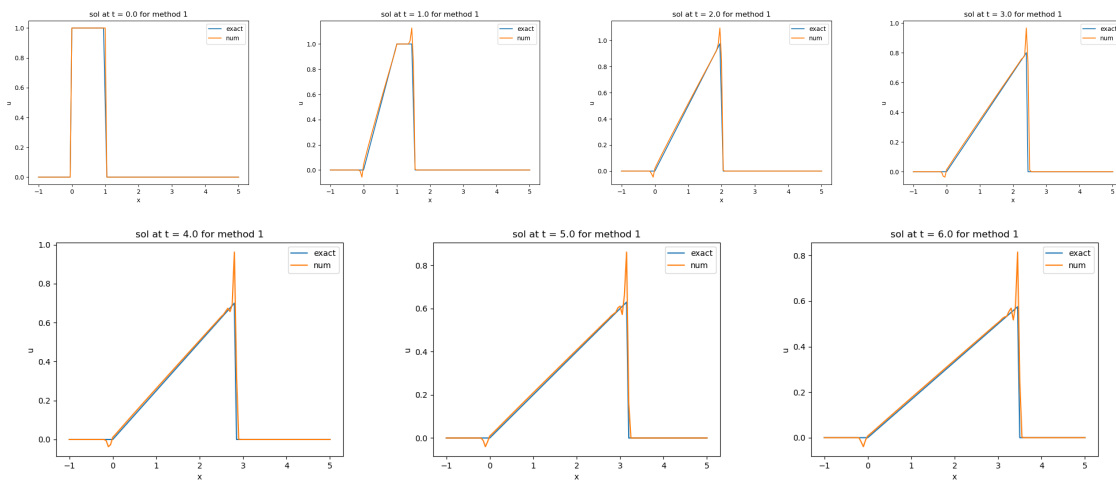 sol at t = 0.0 for method 1
exact
num
u
1.0
0.8
0.6
0.4
0.2
0.0
−1 0 1 2 3 4 5
x
sol at t = 1.0 for method 1
exact
num
u
1.0
0.8
0.6
0.4
0.2
0.0
−1 0 1 2 3 4 5
x
sol at t = 2.0 for method 1
exact
num
u
1.0
0.8
0.6
0.4
0.2
0.0
−1 0 1 2 3 4 5
x
sol at t = 3.0 for method 1
exact
num
u
1.0
0.8
0.6
0.4
0.2
0.0
−1 0 1 2 3 4 5
x
sol at t = 4.0 for method 1
exact
num
u
1.0
0.8
0.6
0.4
0.2
0.0
−1 0 1 2 3 4 5
x
sol at t = 5.0 for method 1
exact
num
u
0.8
0.6
0.4
0.2
0.0
−1 0 1 2 3 4 5
x
sol at t = 6.0 for method 1
exact
num
u
0.8
0.6
0.4
0.2
0.0
−1 0 1 2 3 4 5
x